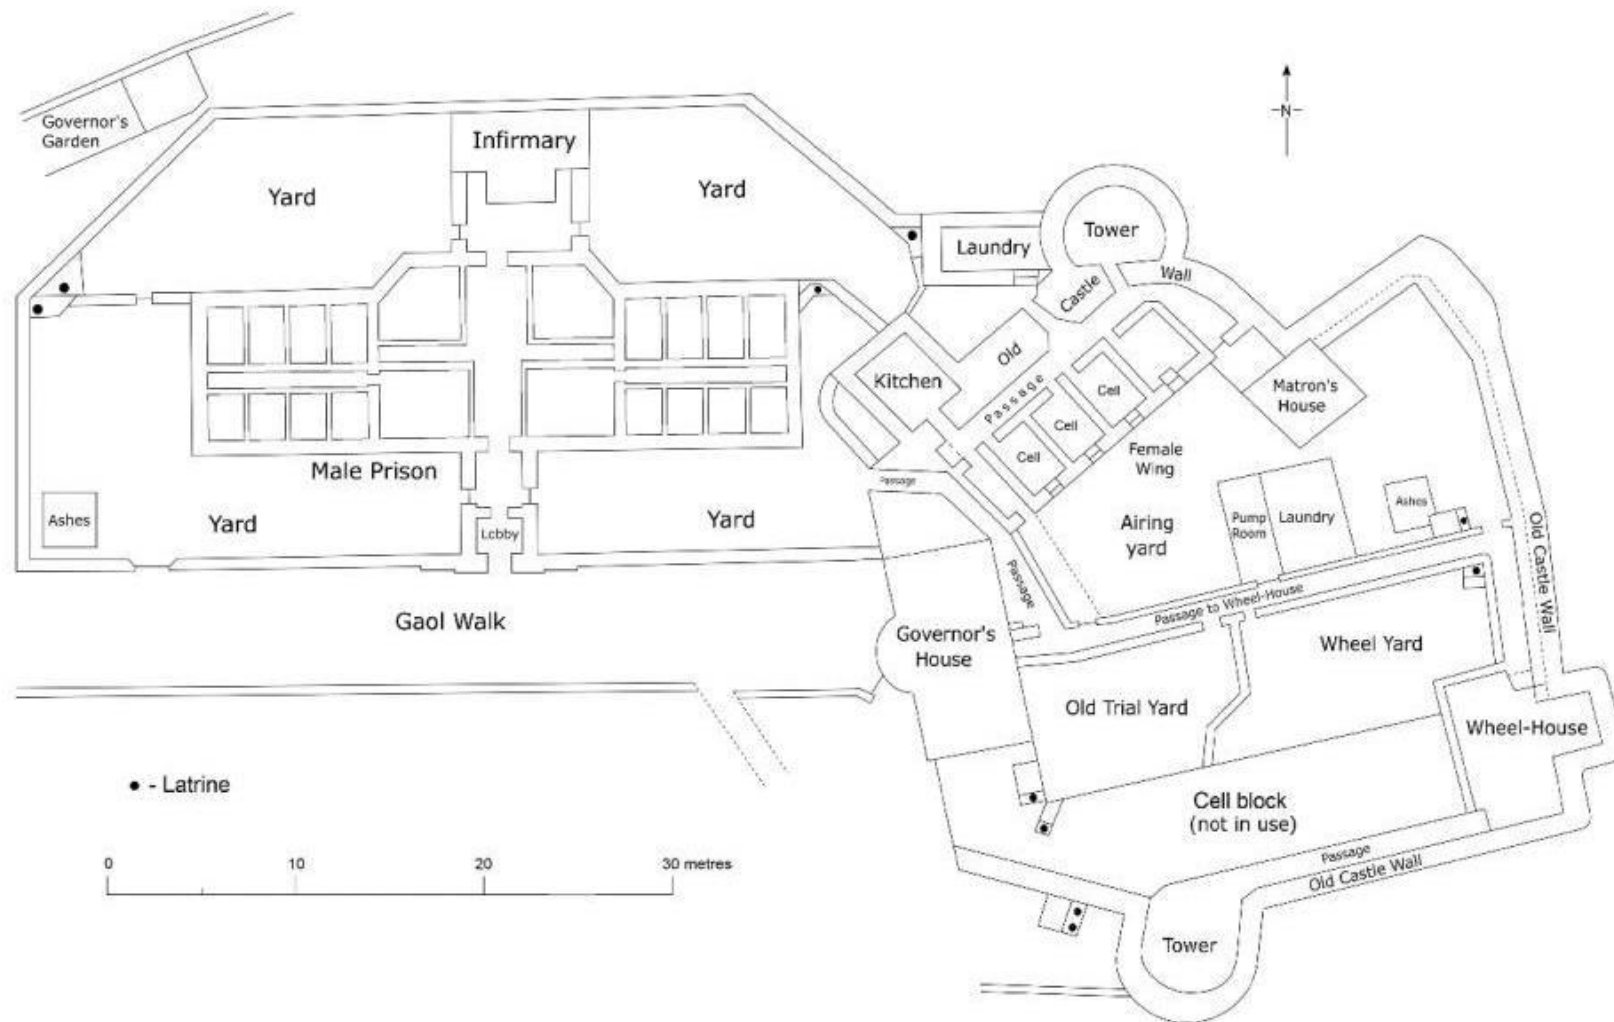 N
Governor's
Garden
Infirmary
Yard
Yard
Laundry
Tower
Castle
Wall
Old
Kitchen
Passage
Cell
Cell
Cell
Matron's
House
Female
Wing
Male Prison
Passage
Ashes
Yard
Lobby
Yard
Airing
yard
Pump
Room
Laundry
Ashes
Old Castle Wall
Passage
Passage to Wheel-House
Gaol Walk
Governor's
House
Wheel Yard
Old Trial Yard
Wheel-House
● - Latrine
Cell block
(not in use)
Passage
Old Castle Wall
0 10 20 30 metres
Tower